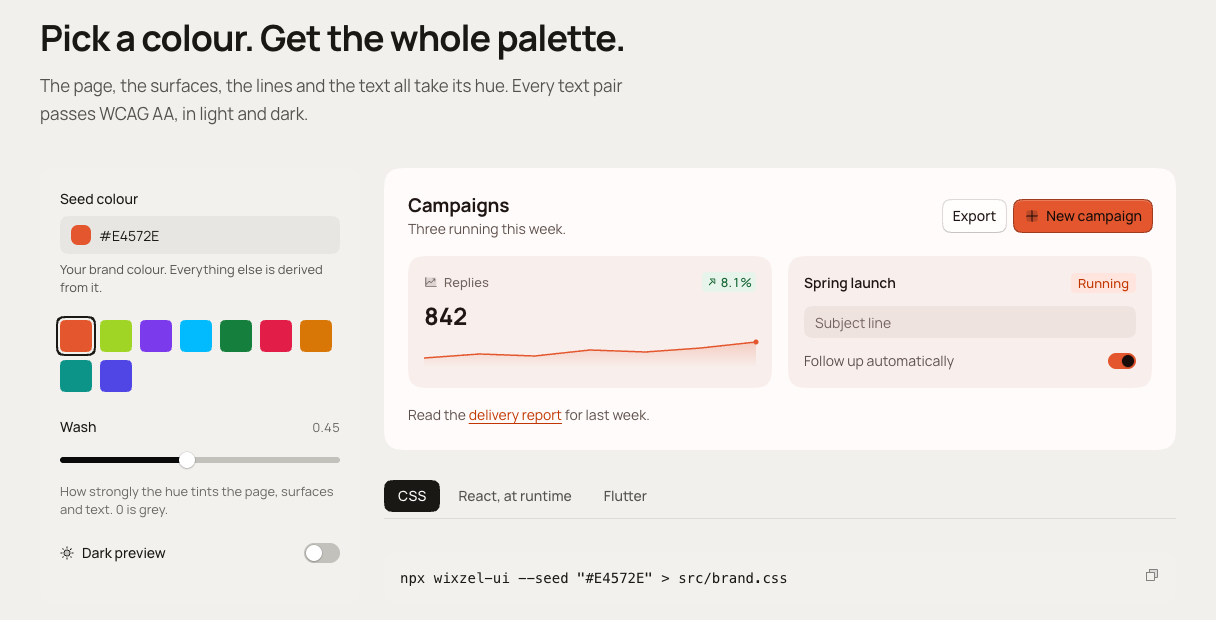 Pick a colour. Get the whole palette.
The page, the surfaces, the lines and the text all take its hue. Every text pair
passes WCAG AA, in light and dark.
Seed colour
#E4572E
Your brand colour. Everything else is derived
from it.
Wash
0.45
How strongly the hue tints the page, surfaces
and text. 0 is grey.
Dark preview
Campaigns
Three running this week.
Export
New campaign
Replies
8.1%
842
Spring launch
Running
Subject line
Follow up automatically
Read the delivery report for last week.
CSS
React, at runtime
Flutter
npx wixzel-ui --seed "#E4572E" > src/brand.css